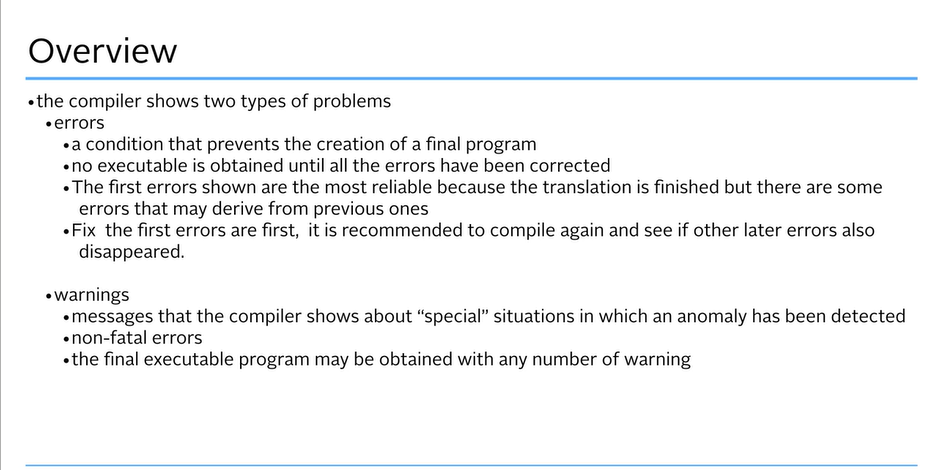 Overview
•the compiler shows two types of problems
•errors
•a condition that prevents the creation of a final program
•no executable is obtained until all the errors have been corrected
•The first errors shown are the most reliable because the translation is finished but there are some
errors that may derive from previous ones
•Fix  the first errors are first,  it is recommended to compile again and see if other later errors also
disappeared.
•warnings
•messages that the compiler shows about “special” situations in which an anomaly has been detected
•non-fatal errors
•the final executable program may be obtained with any number of warning